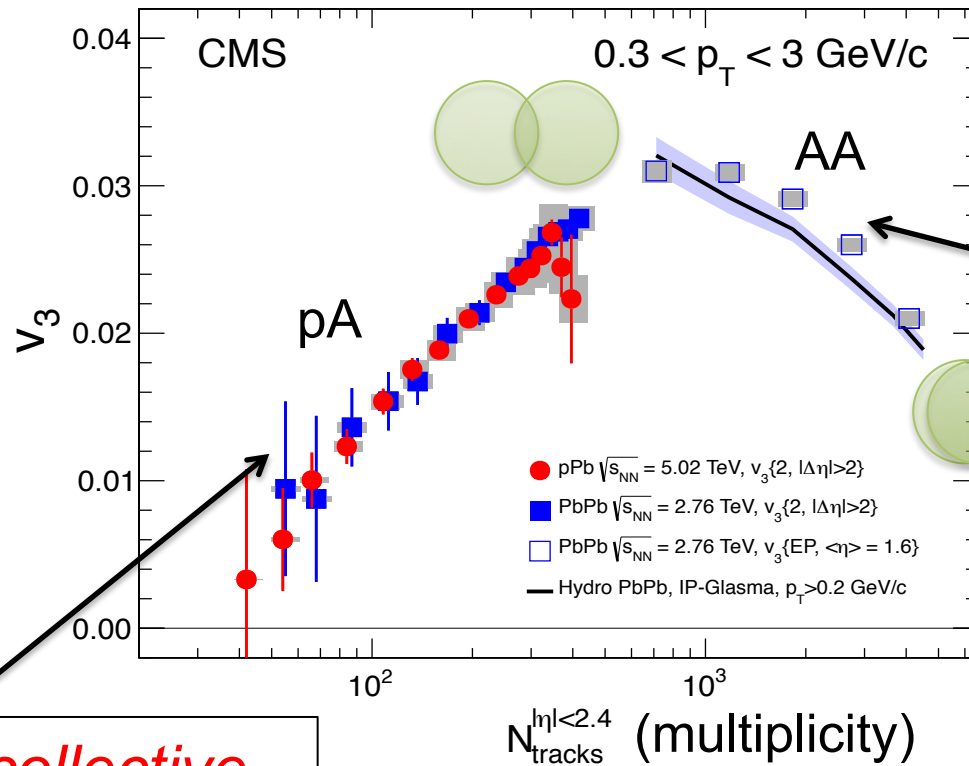 CMS
0.3 < p_T < 3 GeV/c
0.04
0.03
0.02
0.01
0.00
v_3
AA
pA
pPb √s_NN = 5.02 TeV, v_3{2, |Δη|>2}
PbPb √s_NN = 2.76 TeV, v_3{2, |Δη|>2}
PbPb √s_NN = 2.76 TeV, v_3{EP, <η> = 1.6}
Hydro PbPb, IP-Glasma, p_T>0.2 GeV/c
10^2
10^3
N_tracks^|η|<2.4 (multiplicity)
collective